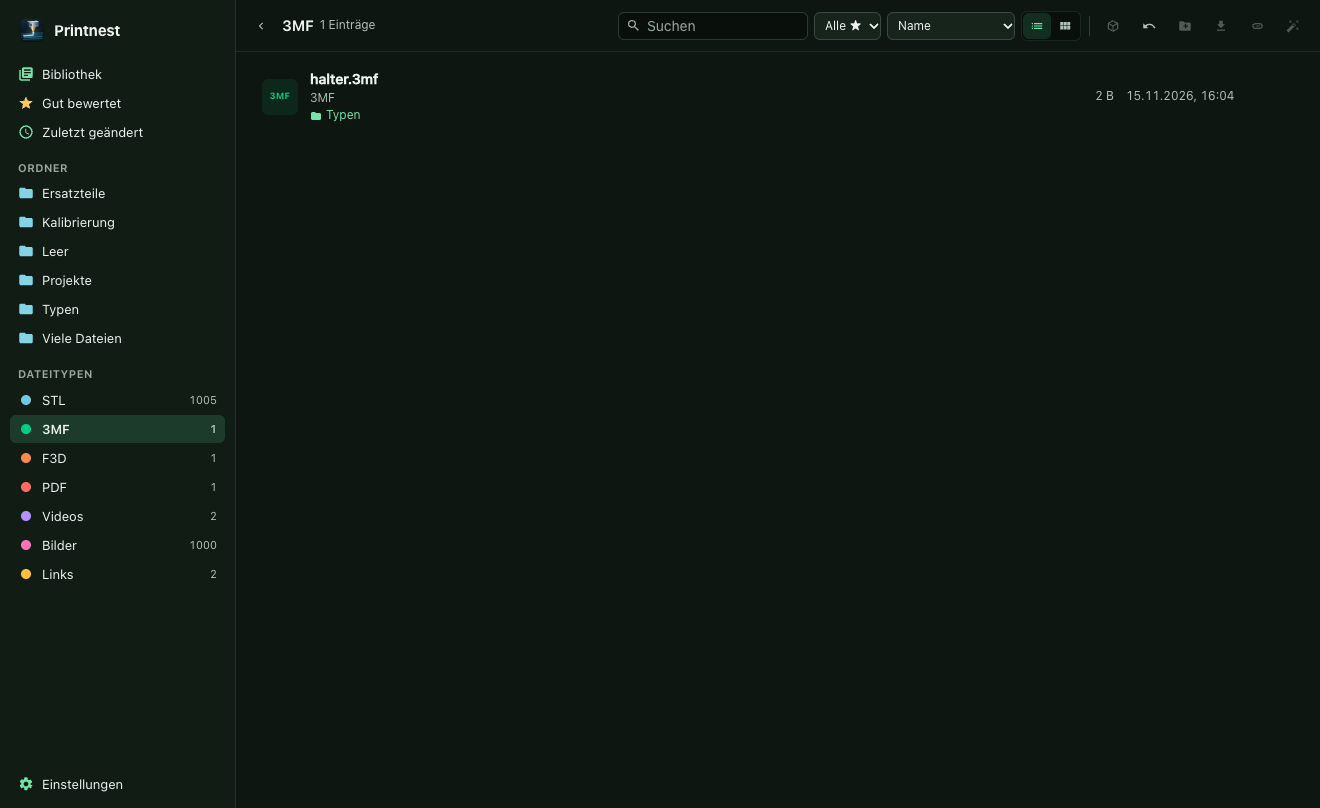 Printnest
Bibliothek
Gut bewertet
Zuletzt geändert
ORDNER
Ersatzteile
Kalibrierung
Leer
Projekte
Typen
Viele Dateien
DATEITYPEN
STL 1005
3MF 1
F3D 1
PDF 1
Videos 2
Bilder 1000
Links 2
Einstellungen
3MF 1 Einträge
Suchen
Alle ★
Name
3MF
halter.3mf
3MF
Typen
2 B 15.11.2026, 16:04